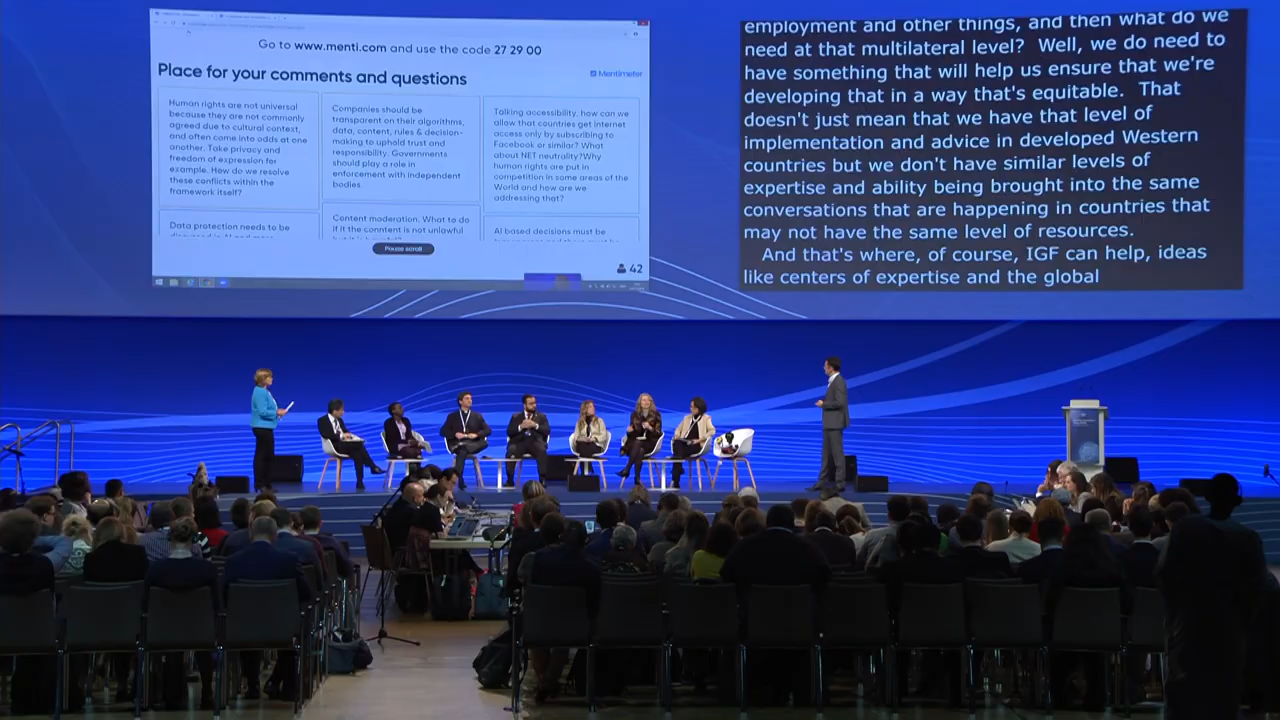 Go to www.menti.com and use the code 27 29 00
Place for your comments and questions
Mentimeter
Human rights are not universal
because they are not commonly
agreed due to cultural context,
and often come into odds at one
another. Take privacy and
freedom of expression for
example. How do we resolve
these conflicts within the
framework itself?
Companies should be
transparent on their algorithms,
data, content, rules & decision-
making to uphold trust and
responsibility. Governments
should play a role in
enforcement with independent
bodies.
Talking accessibility, how can we
allow that countries get internet
access only by subscribing to
Facebook or similar? What
about NET neutrality?Why
human rights are put in
competition in some areas of the
World and how are we
addressing that?
Data protection needs to be
Content moderation. What to do
if it the conntent is not unlawful
AI based decisions must be
Pause scroll
42
employment and other things, and then what do we
need at that multilateral level? Well, we do need to
have something that will help us ensure that we're
developing that in a way that's equitable. That
doesn't just mean that we have that level of
implementation and advice in developed Western
countries but we don't have similar levels of
expertise and ability being brought into the same
conversations that are happening in countries that
may not have the same level of resources.
And that's where, of course, IGF can help, ideas
like centers of expertise and the global